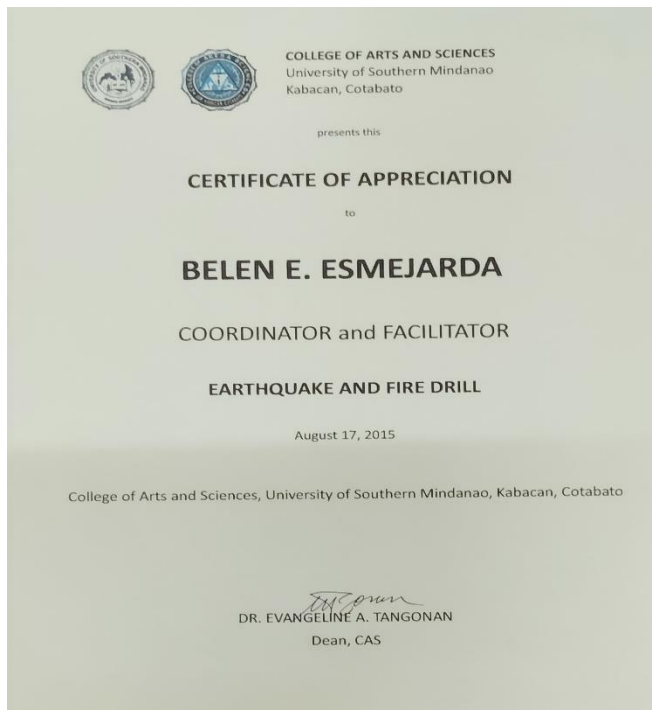 COLLEGE OF ARTS AND SCIENCES
University of Southern Mindanao
Kabacan, Cotabato
presents this
CERTIFICATE OF APPRECIATION
to
BELEN E. ESMEJARDA
COORDINATOR and FACILITATOR
EARTHQUAKE AND FIRE DRILL
August 17, 2015
College of Arts and Sciences, University of Southern Mindanao, Kabacan, Cotabato
DR. EVANGELINE A. TANGONAN
Dean, CAS